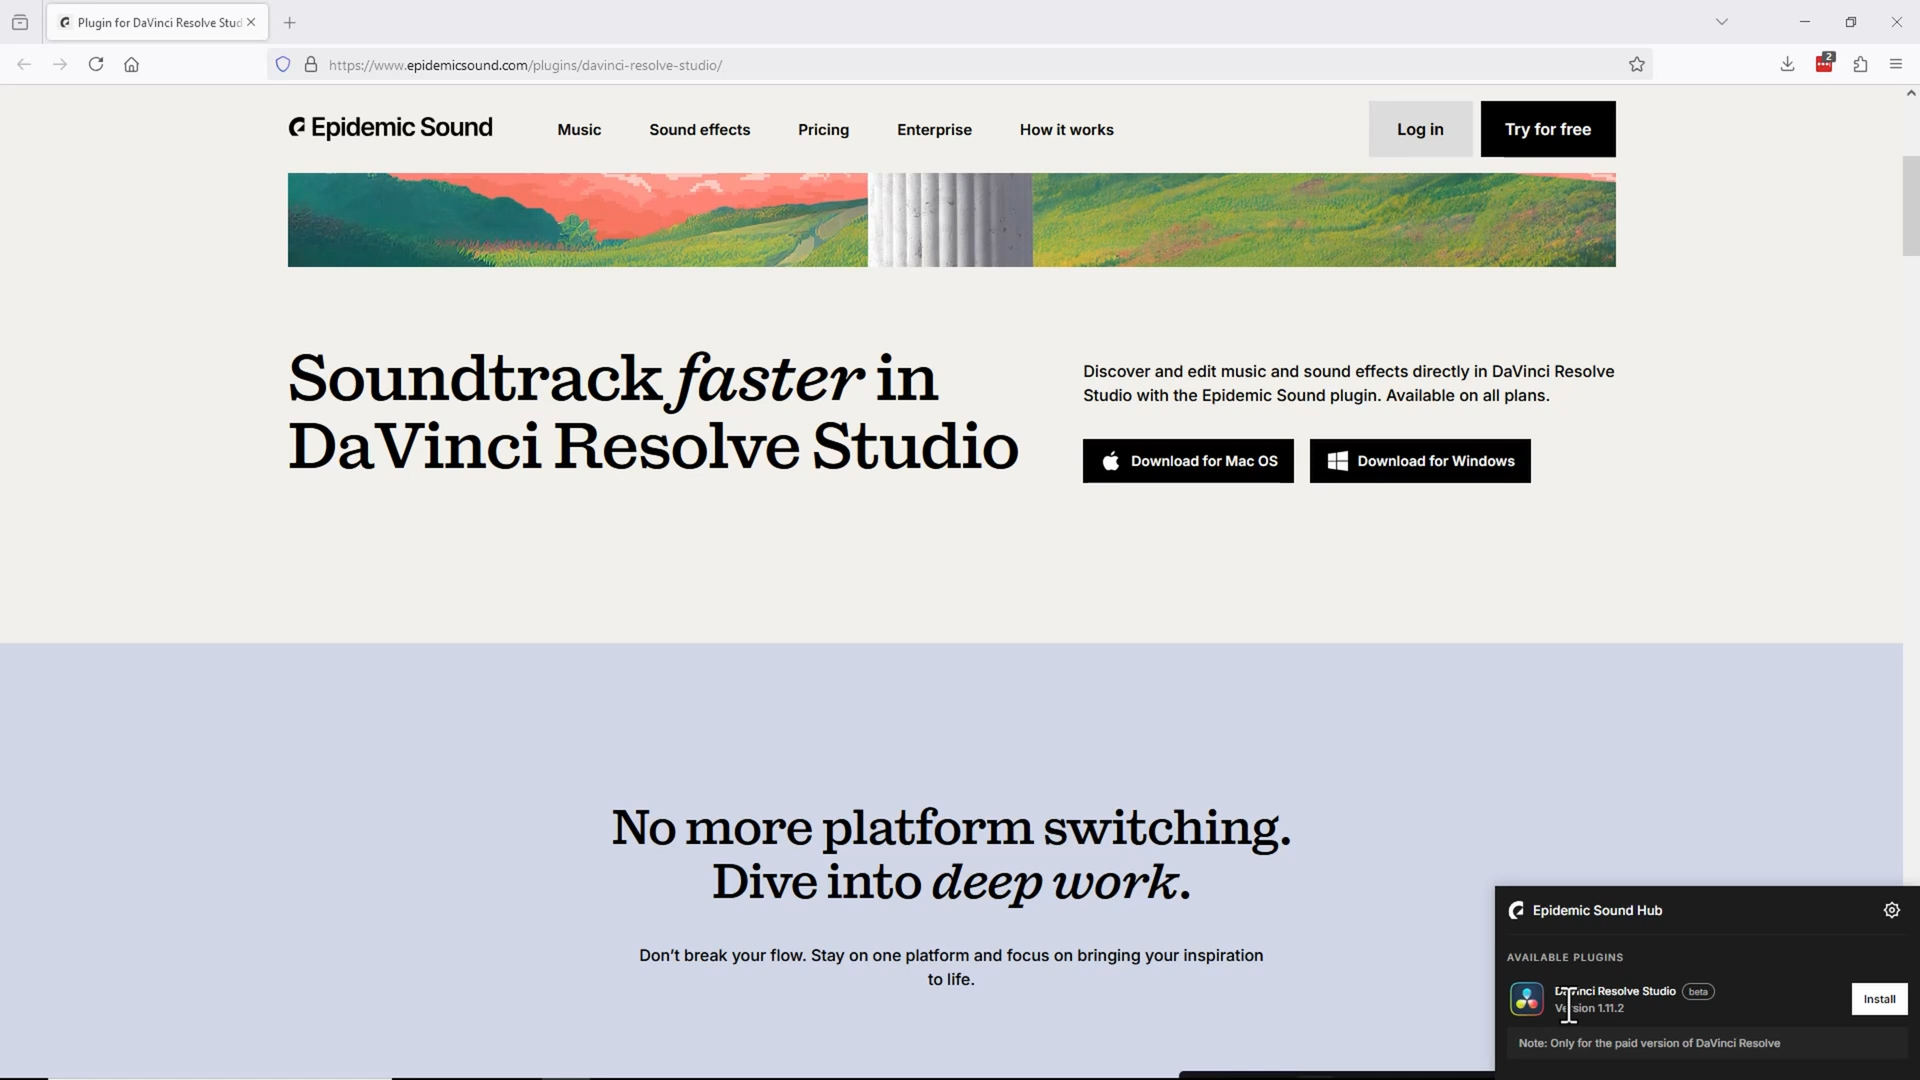 Plugin for DaVinci Resolve Stud
2
https://www.epidemicsound.com/plugins/davinci-resolve-studio/
Epidemic Sound
Music
Sound effects
Pricing
Enterprise
How it works
Log in
Try for free
Soundtrack faster in
DaVinci Resolve Studio
Discover and edit music and sound effects directly in DaVinci Resolve
Studio with the Epidemic Sound plugin. Available on all plans.
Download for Mac OS
Download for Windows
No more platform switching.
Dive into deep work.
Don't break your flow. Stay on one platform and focus on bringing your inspiration
to life.
Epidemic Sound Hub
AVAILABLE PLUGINS
DaVinci Resolve Studio
beta
Version 1.11.2
Install
Note: Only for the paid version of DaVinci Resolve